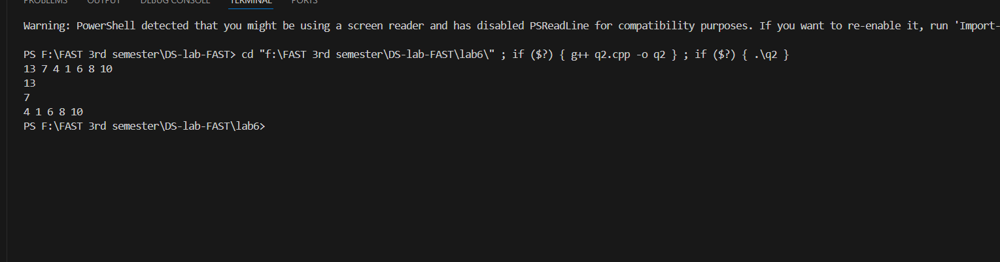 PROBLEMS OUTPUT DEBUG CONSOLE TERMINAL PORTS
Warning: PowerShell detected that you might be using a screen reader and has disabled PSReadLine for compatibility purposes. If you want to re-enable it, run 'Import-
PS F:\FAST 3rd semester\DS-lab-FAST> cd "f:\FAST 3rd semester\DS-lab-FAST\lab6\" ; if ($?) { g++ q2.cpp -o q2 } ; if ($?) { .\q2 }
13 7 4 1 6 8 10
13
7
4 1 6 8 10
PS F:\FAST 3rd semester\DS-lab-FAST\lab6>